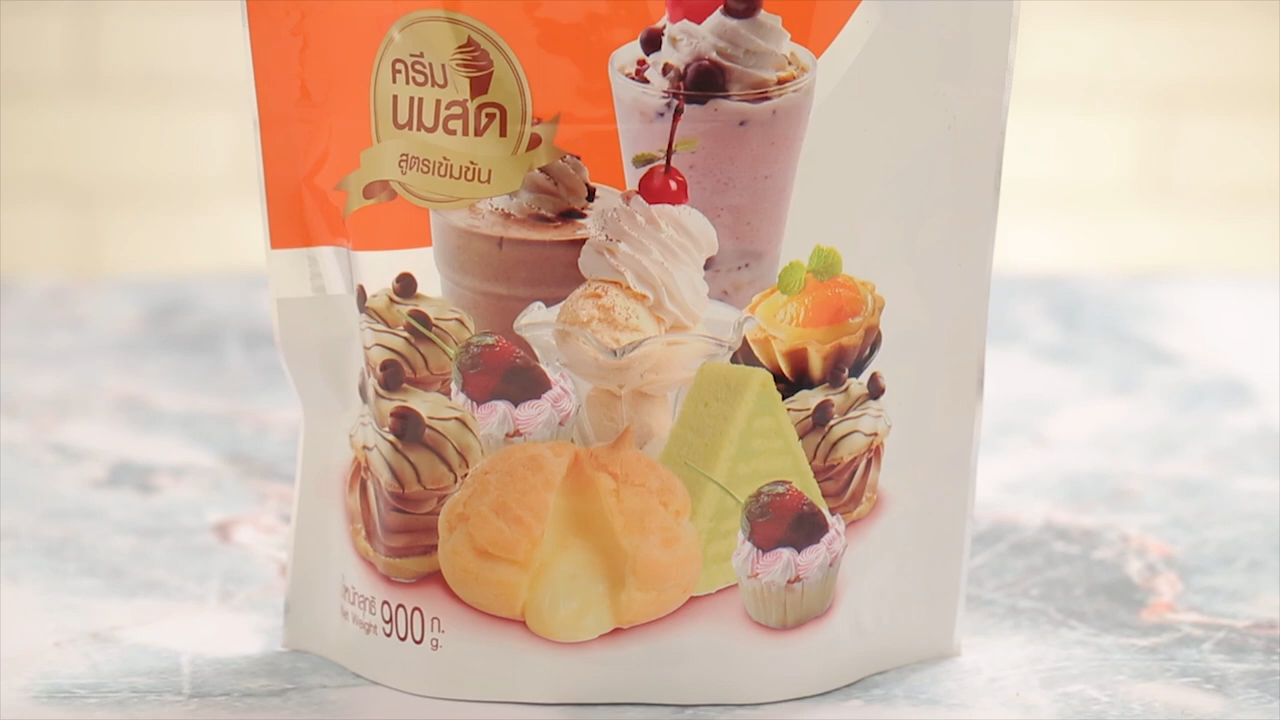 ครีม
นมสด
สูตรเข้มข้น
น้ำหนักสุทธิ 900 ก.
Net Weight g.